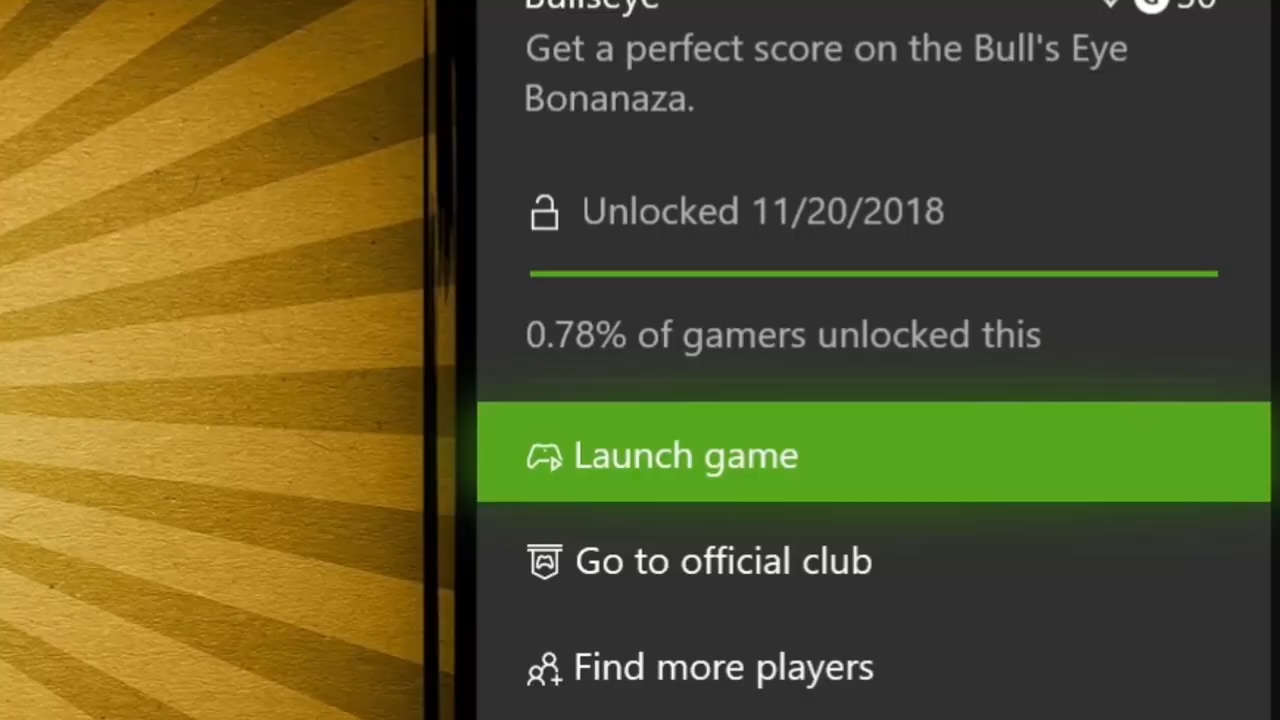 Bullseye
Get a perfect score on the Bull's Eye
Bonanaza.
Unlocked 11/20/2018
0.78% of gamers unlocked this
Launch game
Go to official club
Find more players